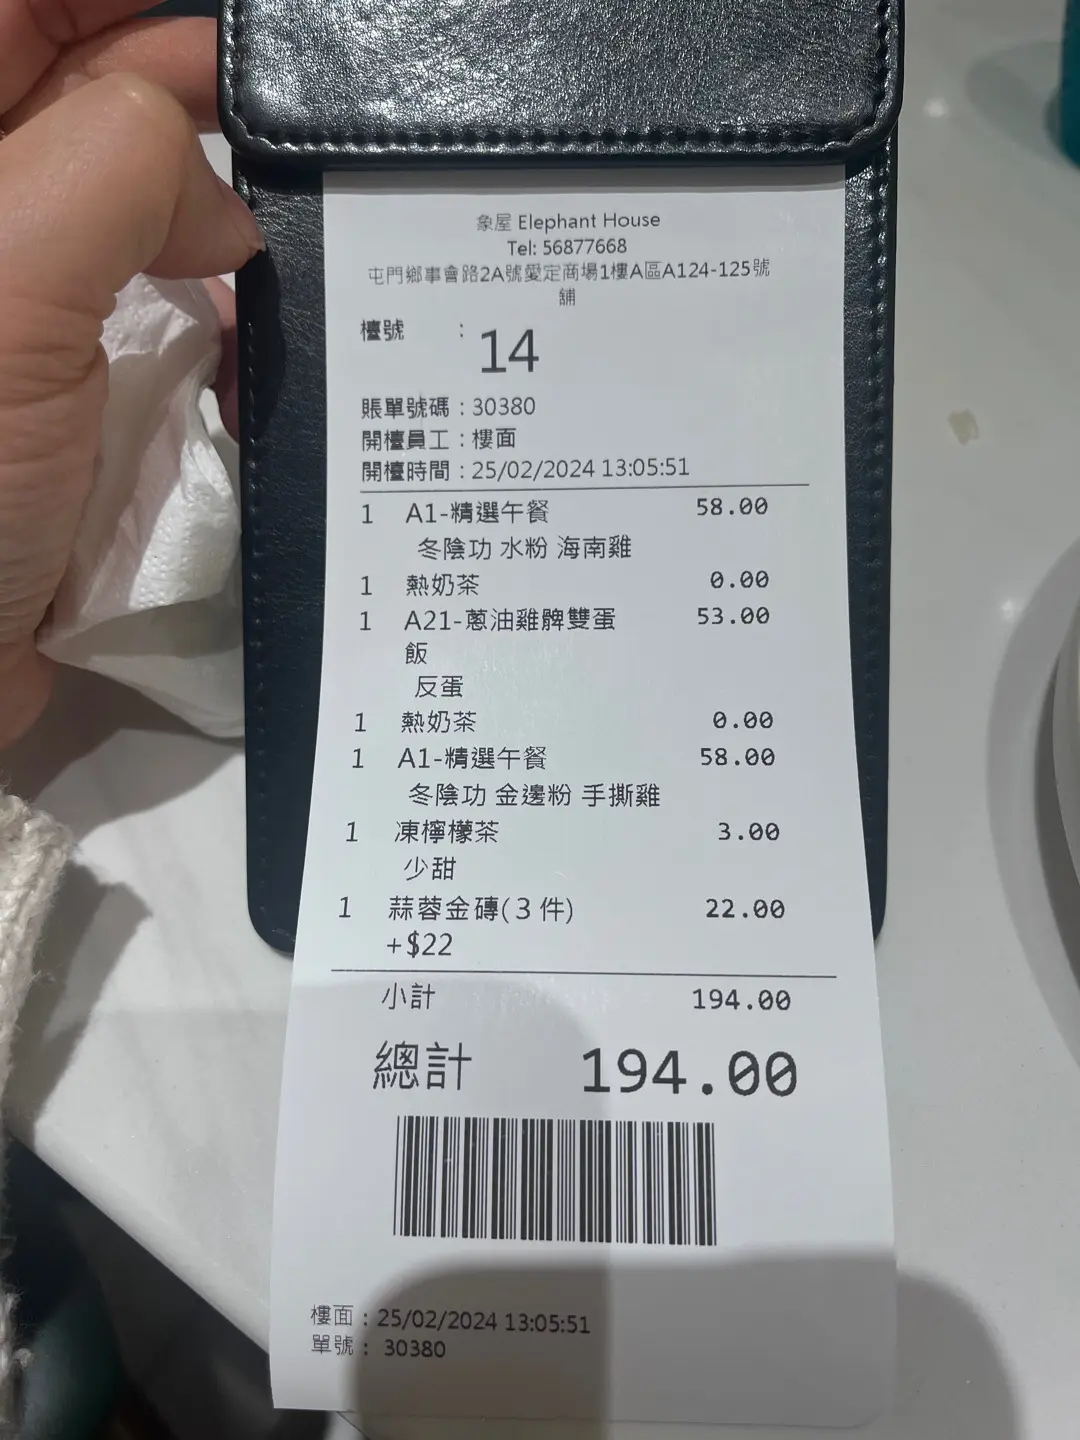 象屋 Elephant House
Tel: 56877668
屯門鄉事會路2A號愛定商場1樓A區A124-125號
舖
檯號 : 14
賬單號碼 : 30380
開檯員工 : 樓面
開檯時間 : 25/02/2024 13:05:51
1 A1-精選午餐 58.00
冬陰功 水粉 海南雞
1 熱奶茶 0.00
1 A21-蔥油雞髀雙蛋 53.00
飯
反蛋
1 熱奶茶 0.00
1 A1-精選午餐 58.00
冬陰功 金邊粉 手撕雞
1 凍檸檬茶 3.00
少甜
1 蒜蓉金磚(3件) 22.00
+$22
小計 194.00
總計 194.00
樓面 : 25/02/2024 13:05:51
單號 : 30380